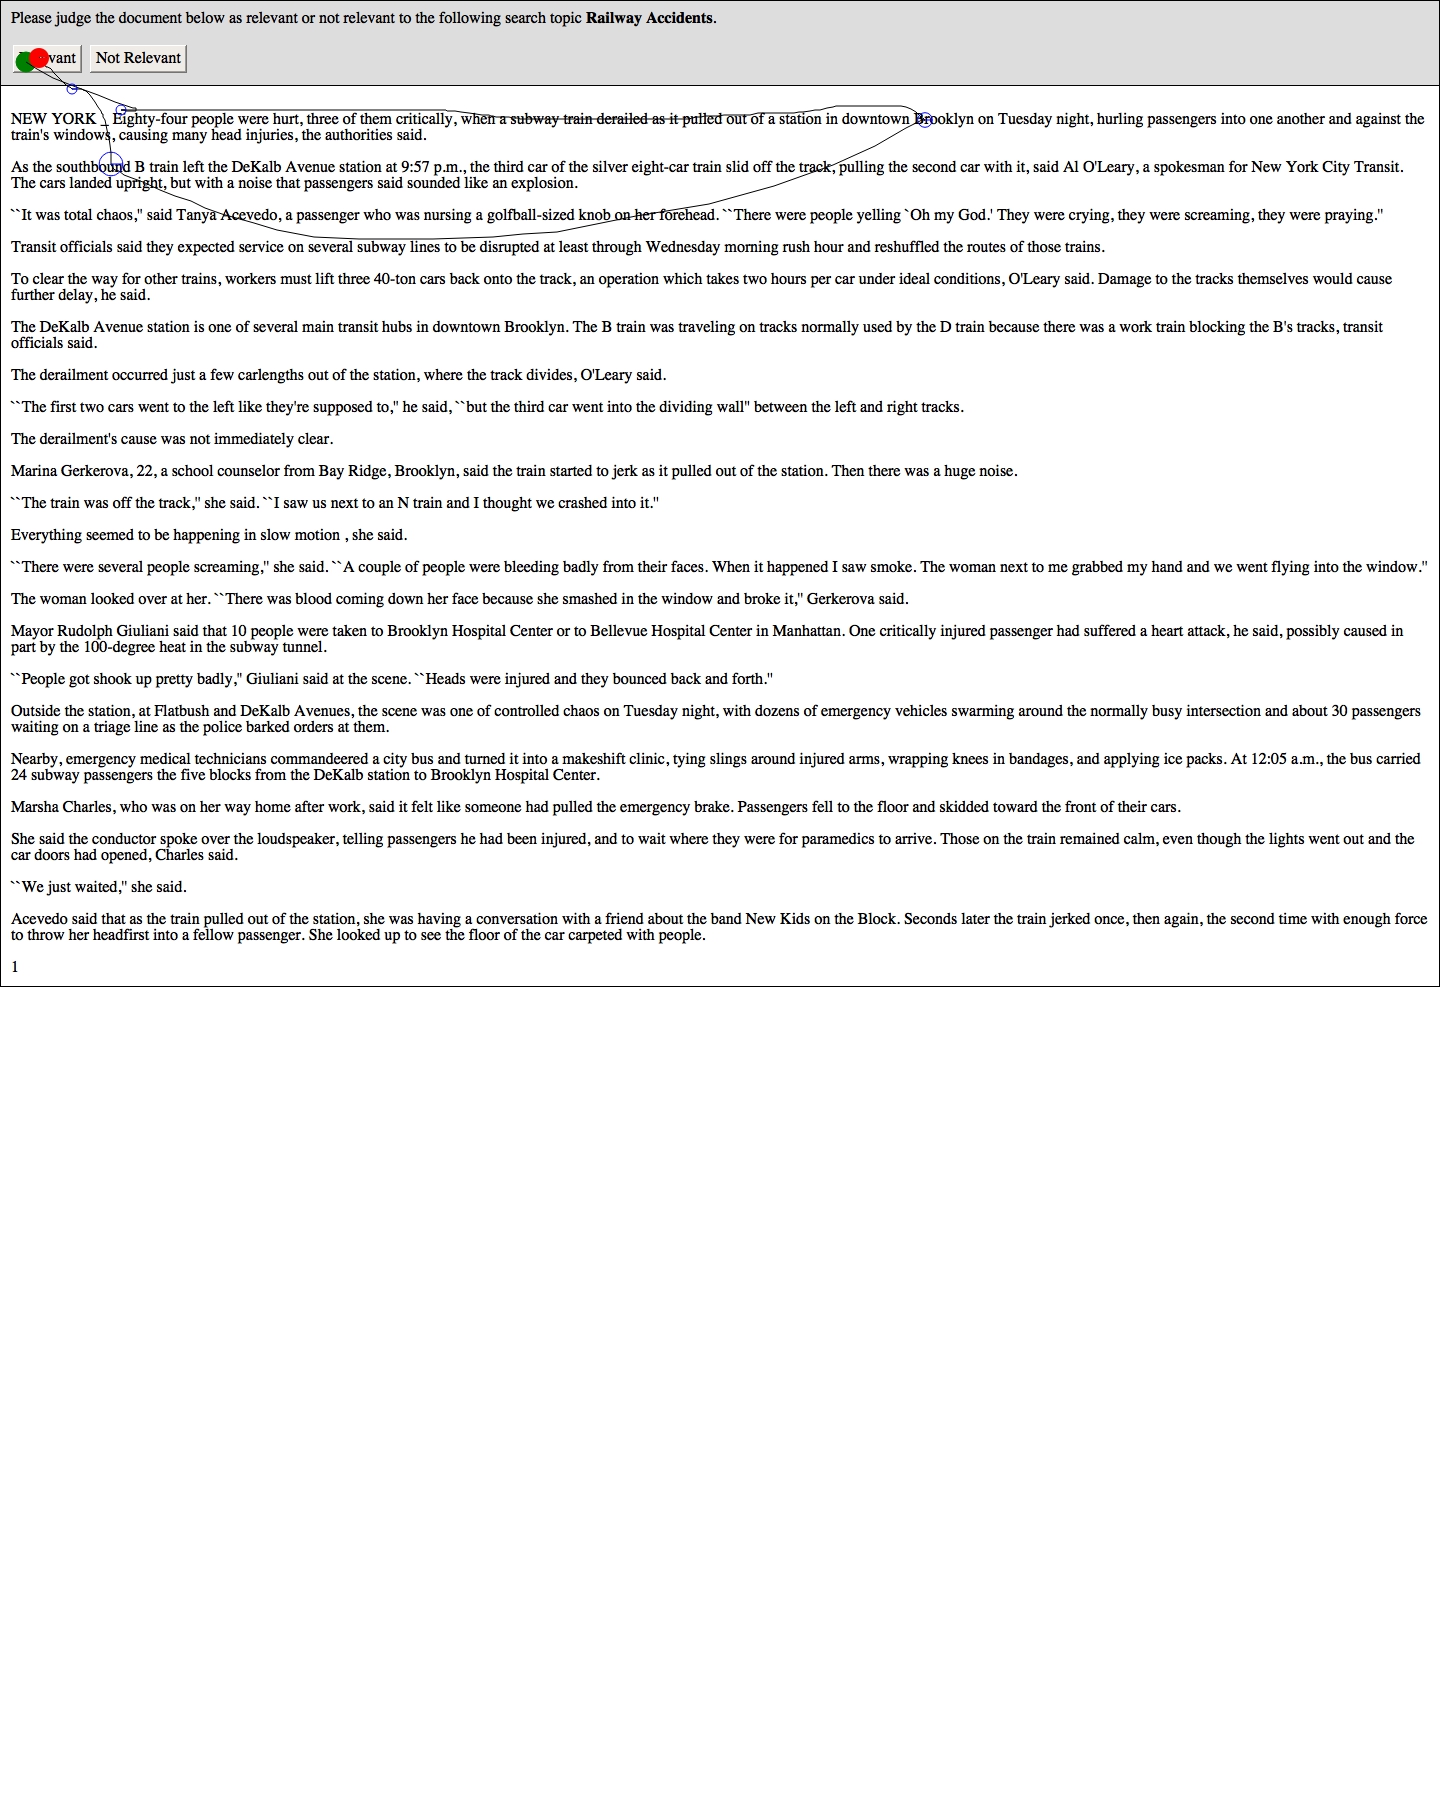 Please judge the document below as relevant or not relevant to the following search topic Railway Accidents.
vant Not Relevant
NEW YORK _ Eighty-four people were hurt, three of them critically, when a subway train derailed as it pulled out of a station in downtown Brooklyn on Tuesday night, hurling passengers into one another and against the
train's windows, causing many head injuries, the authorities said.
As the southbound B train left the DeKalb Avenue station at 9:57 p.m., the third car of the silver eight-car train slid off the track, pulling the second car with it, said Al O'Leary, a spokesman for New York City Transit.
The cars landed upright, but with a noise that passengers said sounded like an explosion.
``It was total chaos,'' said Tanya Acevedo, a passenger who was nursing a golfball-sized knob on her forehead. ``There were people yelling `Oh my God.' They were crying, they were screaming, they were praying.''
Transit officials said they expected service on several subway lines to be disrupted at least through Wednesday morning rush hour and reshuffled the routes of those trains.
To clear the way for other trains, workers must lift three 40-ton cars back onto the track, an operation which takes two hours per car under ideal conditions, O'Leary said. Damage to the tracks themselves would cause
further delay, he said.
The DeKalb Avenue station is one of several main transit hubs in downtown Brooklyn. The B train was traveling on tracks normally used by the D train because there was a work train blocking the B's tracks, transit
officials said.
The derailment occurred just a few carlengths out of the station, where the track divides, O'Leary said.
``The first two cars went to the left like they're supposed to,'' he said, ``but the third car went into the dividing wall'' between the left and right tracks.
The derailment's cause was not immediately clear.
Marina Gerkerova, 22, a school counselor from Bay Ridge, Brooklyn, said the train started to jerk as it pulled out of the station. Then there was a huge noise.
``The train was off the track,'' she said. ``I saw us next to an N train and I thought we crashed into it.''
Everything seemed to be happening in slow motion , she said.
``There were several people screaming,'' she said. ``A couple of people were bleeding badly from their faces. When it happened I saw smoke. The woman next to me grabbed my hand and we went flying into the window.''
The woman looked over at her. ``There was blood coming down her face because she smashed in the window and broke it,'' Gerkerova said.
Mayor Rudolph Giuliani said that 10 people were taken to Brooklyn Hospital Center or to Bellevue Hospital Center in Manhattan. One critically injured passenger had suffered a heart attack, he said, possibly caused in
part by the 100-degree heat in the subway tunnel.
``People got shook up pretty badly,'' Giuliani said at the scene. ``Heads were injured and they bounced back and forth.''
Outside the station, at Flatbush and DeKalb Avenues, the scene was one of controlled chaos on Tuesday night, with dozens of emergency vehicles swarming around the normally busy intersection and about 30 passengers
waiting on a triage line as the police barked orders at them.
Nearby, emergency medical technicians commandeered a city bus and turned it into a makeshift clinic, tying slings around injured arms, wrapping knees in bandages, and applying ice packs. At 12:05 a.m., the bus carried
24 subway passengers the five blocks from the DeKalb station to Brooklyn Hospital Center.
Marsha Charles, who was on her way home after work, said it felt like someone had pulled the emergency brake. Passengers fell to the floor and skidded toward the front of their cars.
She said the conductor spoke over the loudspeaker, telling passengers he had been injured, and to wait where they were for paramedics to arrive. Those on the train remained calm, even though the lights went out and the
car doors had opened, Charles said.
``We just waited,'' she said.
Acevedo said that as the train pulled out of the station, she was having a conversation with a friend about the band New Kids on the Block. Seconds later the train jerked once, then again, the second time with enough force
to throw her headfirst into a fellow passenger. She looked up to see the floor of the car carpeted with people.
1